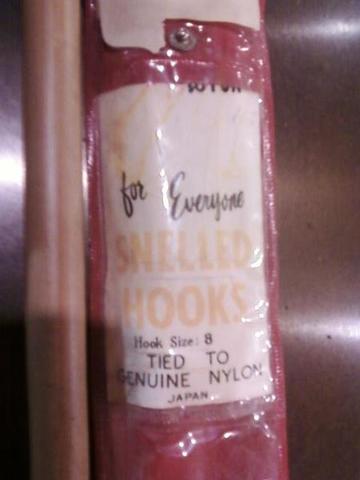 for Everyone
SNELLED
HOOKS
Hook Size: 8
TIED TO
GENUINE NYLON
JAPAN